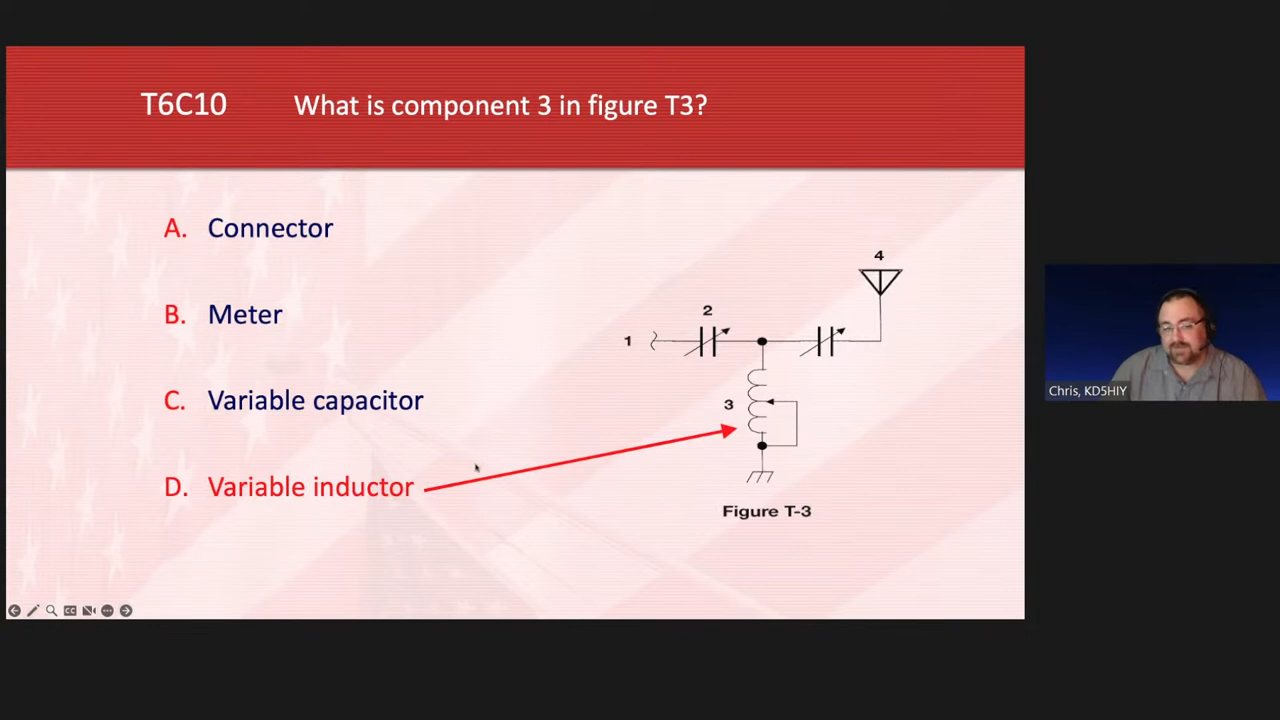 T6C10 What is component 3 in figure T3?
A. Connector
B. Meter
C. Variable capacitor
D. Variable inductor
4
2
1
3
Figure T-3
CC
Chris, KD5HIY